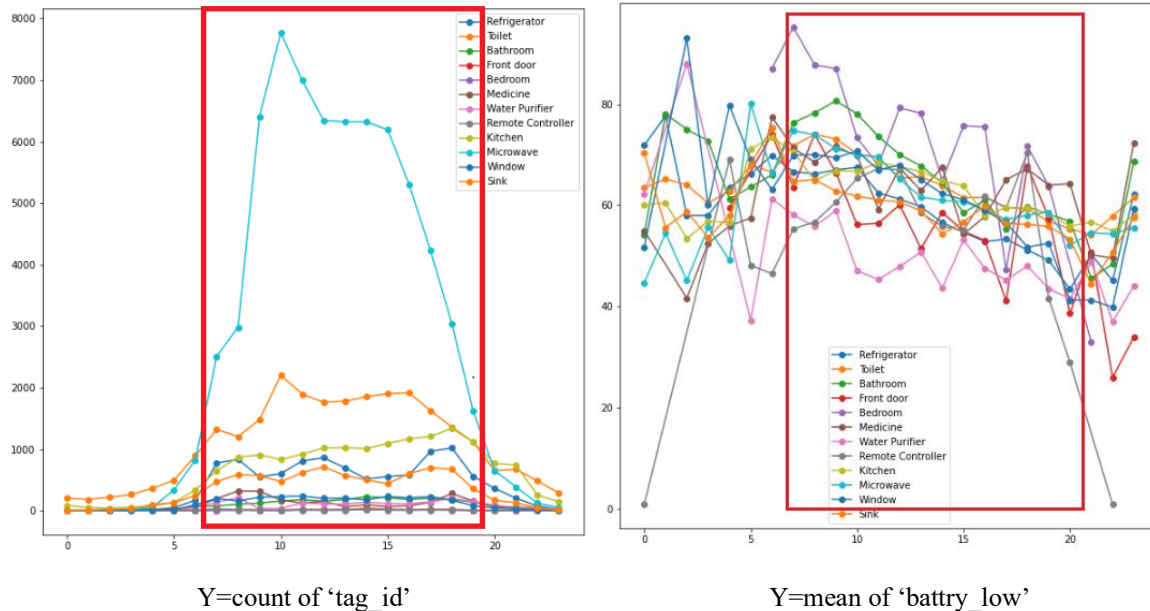 8000
7000
6000
5000
4000
3000
2000
1000
0
0 5 10 15 20
Refrigerator
Toilet
Bathroom
Front door
Bedroom
Medicine
Water Purifier
Remote Controller
Kitchen
Microwave
Window
Sink
Y=count of ‘tag_id’
80
60
40
20
0
0 5 10 15 20
Refrigerator
Toilet
Bathroom
Front door
Bedroom
Medicine
Water Purifier
Remote Controller
Kitchen
Microwave
Window
Sink
Y=mean of ‘battry_low’